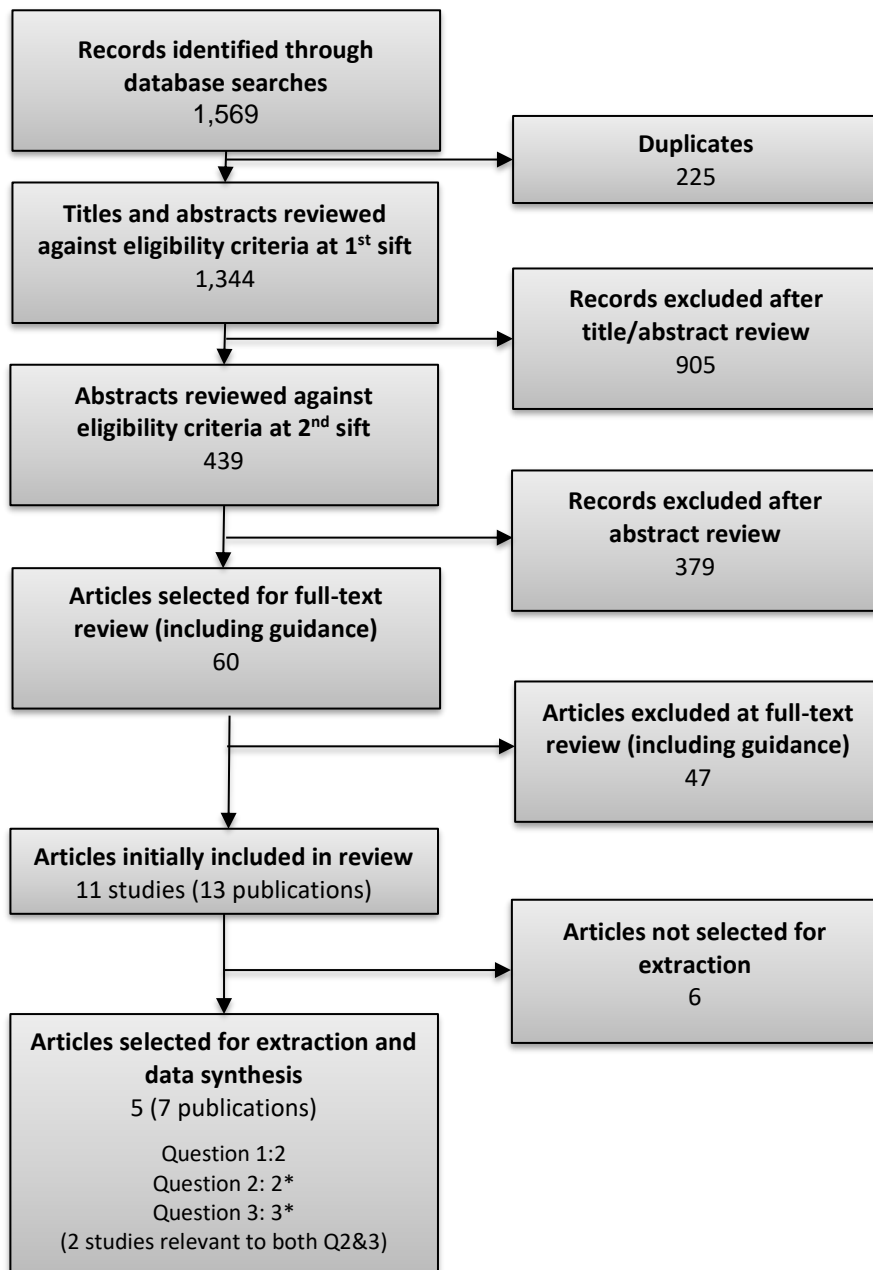 Records identified through
database searches
1,569
Duplicates
225
Titles and abstracts reviewed
against eligibility criteria at 1st sift
1,344
Records excluded after
title/abstract review
905
Abstracts reviewed against
eligibility criteria at 2nd sift
439
Records excluded after
abstract review
379
Articles selected for full-text
review (including guidance)
60
Articles excluded at full-text
review (including guidance)
47
Articles initially included in review
11 studies (13 publications)
Articles not selected for
extraction
6
Articles selected for extraction and
data synthesis
5 (7 publications)
Question 1:2
Question 2: 2*
Question 3: 3*
(2 studies relevant to both Q2&3)